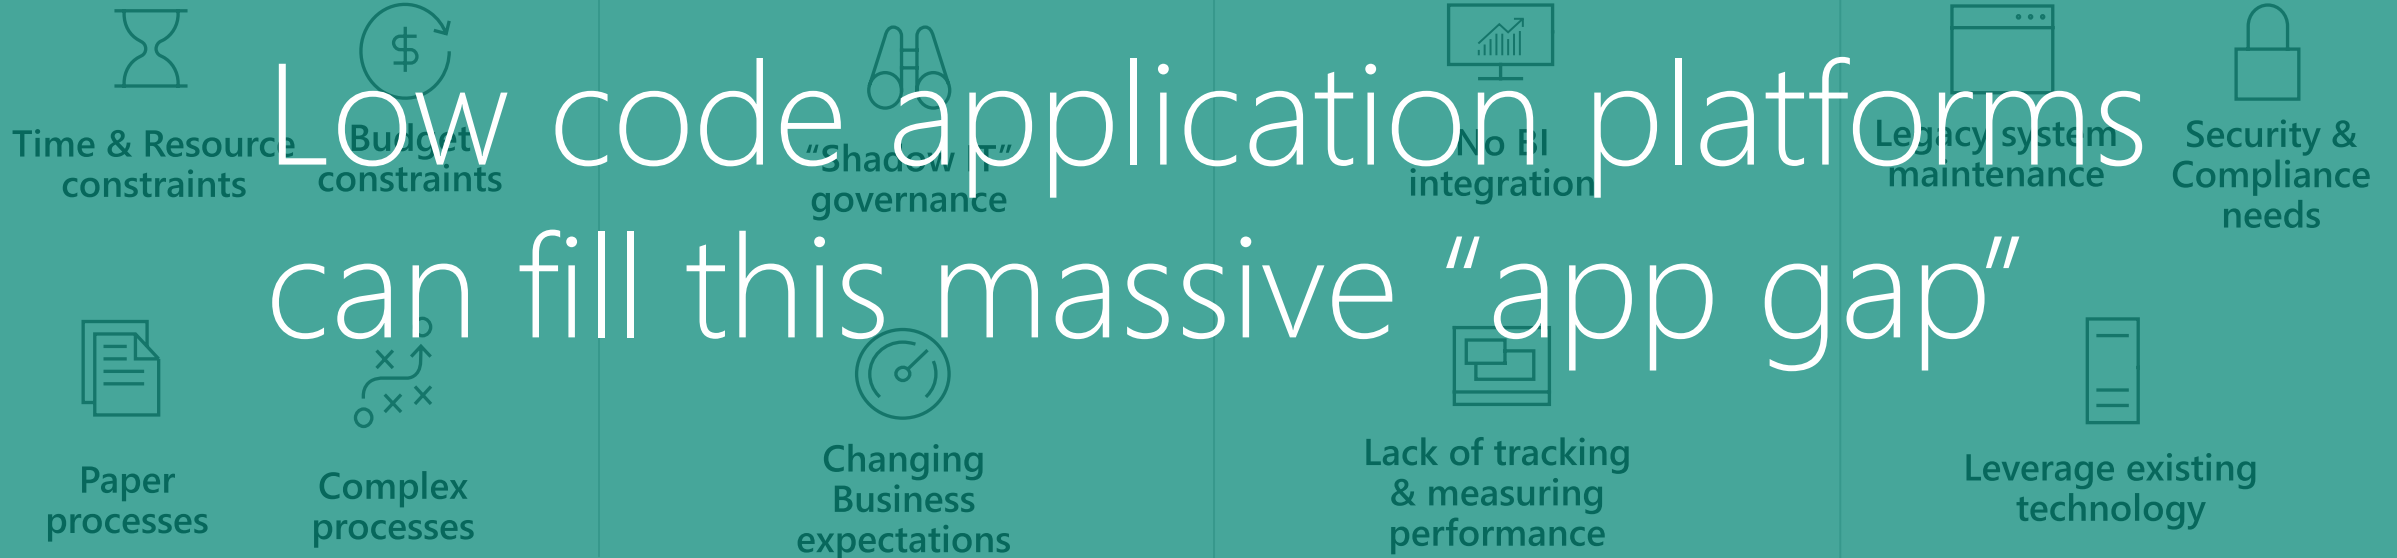 Low code application platforms
can fill this massive “app gap”
Time & Resource
constraints
Budget
constraints
“Shadow IT”
governance
No BI
integration
Legacy system
maintenance
Security &
Compliance
needs
Paper
processes
Complex
processes
Changing
Business
expectations
Lack of tracking
& measuring
performance
Leverage existing
technology